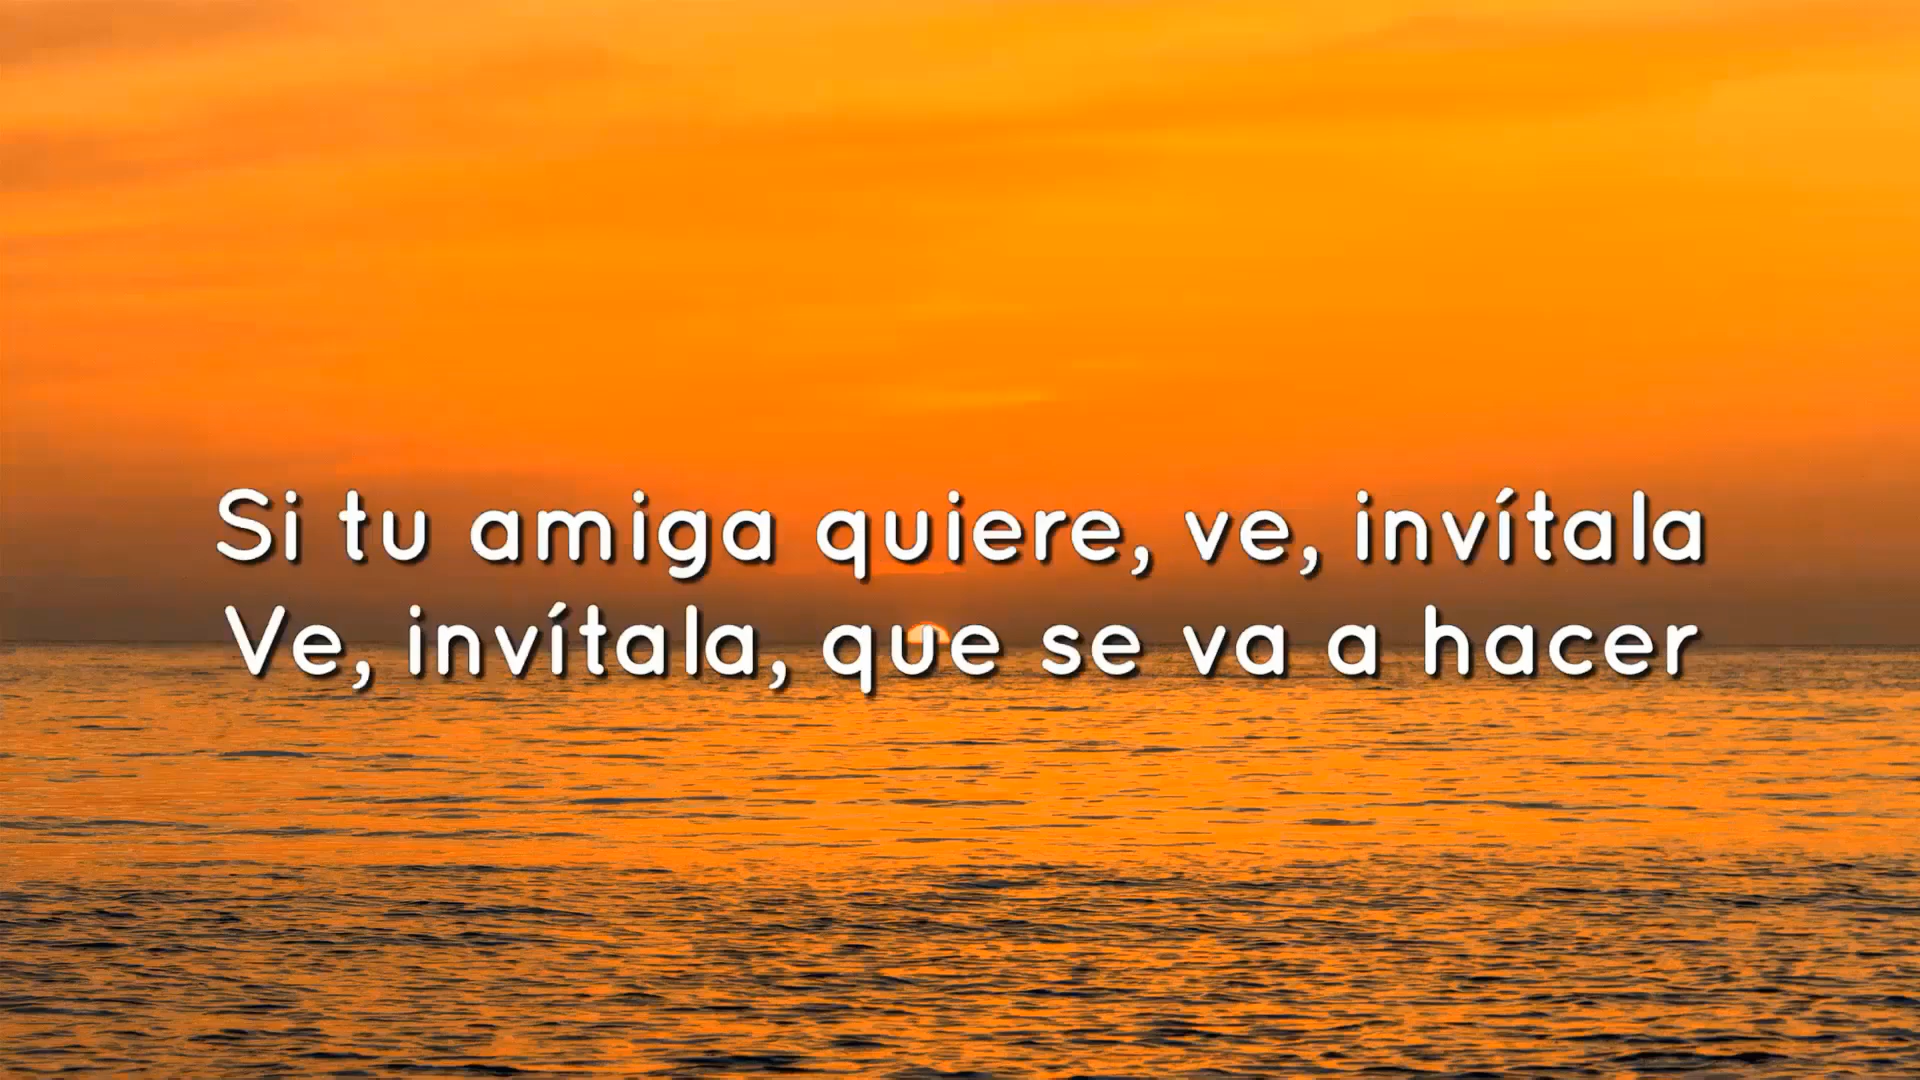 Si tu amiga quiere, ve, invítala
Ve, invítala, que se va a hacer